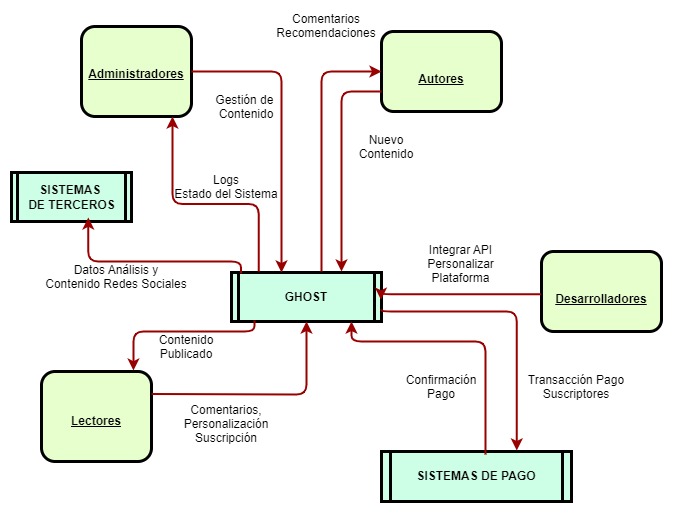 Comentarios
Recomendaciones
Administradores
Autores
Gestión de
Contenido
Nuevo
Contenido
Logs
Estado del Sistema
SISTEMAS
DE TERCEROS
Datos Análisis y
Contenido Redes Sociales
Integrar API
Personalizar
Plataforma
GHOST
Desarrolladores
Contenido
Publicado
Confirmación
Pago
Transacción Pago
Suscriptores
Lectores
Comentarios,
Personalización
Suscripción
SISTEMAS DE PAGO